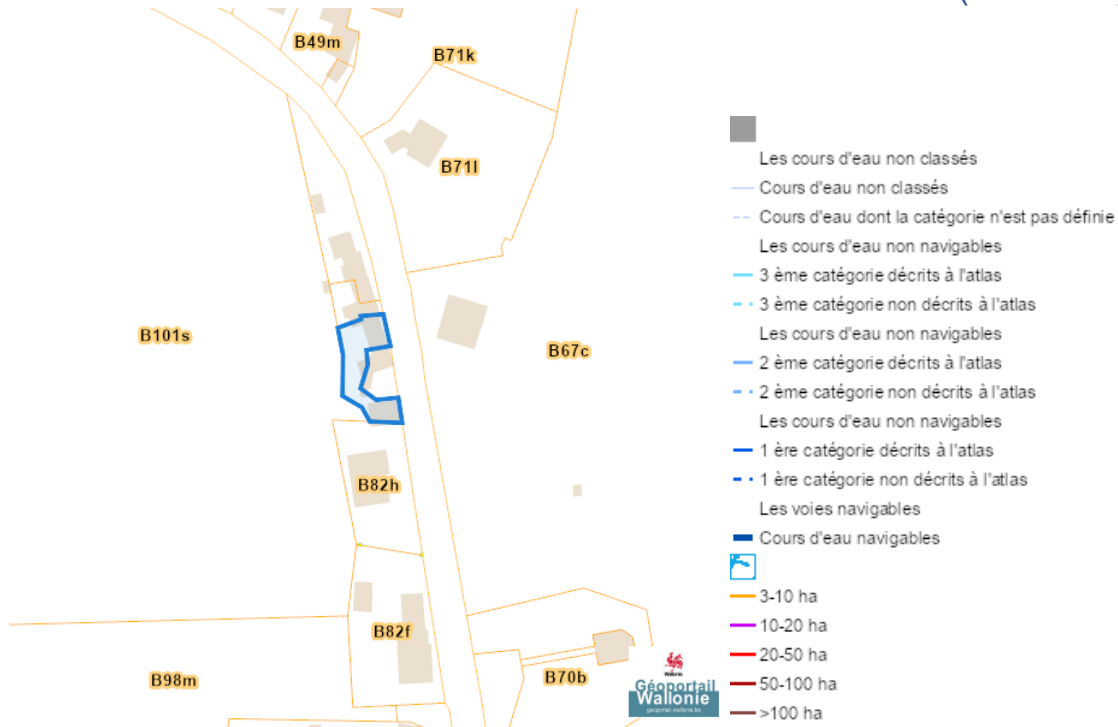 B49m
B71k
B71l
B101s
B67c
B82h
B82f
B98m
B70b
Wallonie
Géoportail
Wallonie
geoportail.wallonie.be
Les cours d'eau non classés
Cours d'eau non classés
Cours d'eau dont la catégorie n'est pas définie
Les cours d'eau non navigables
3 ème catégorie décrits à l'atlas
3 ème catégorie non décrits à l'atlas
Les cours d'eau non navigables
2 ème catégorie décrits à l'atlas
2 ème catégorie non décrits à l'atlas
Les cours d'eau non navigables
1 ère catégorie décrits à l'atlas
1 ère catégorie non décrits à l'atlas
Les voies navigables
Cours d'eau navigables
3-10 ha
10-20 ha
20-50 ha
50-100 ha
>100 ha